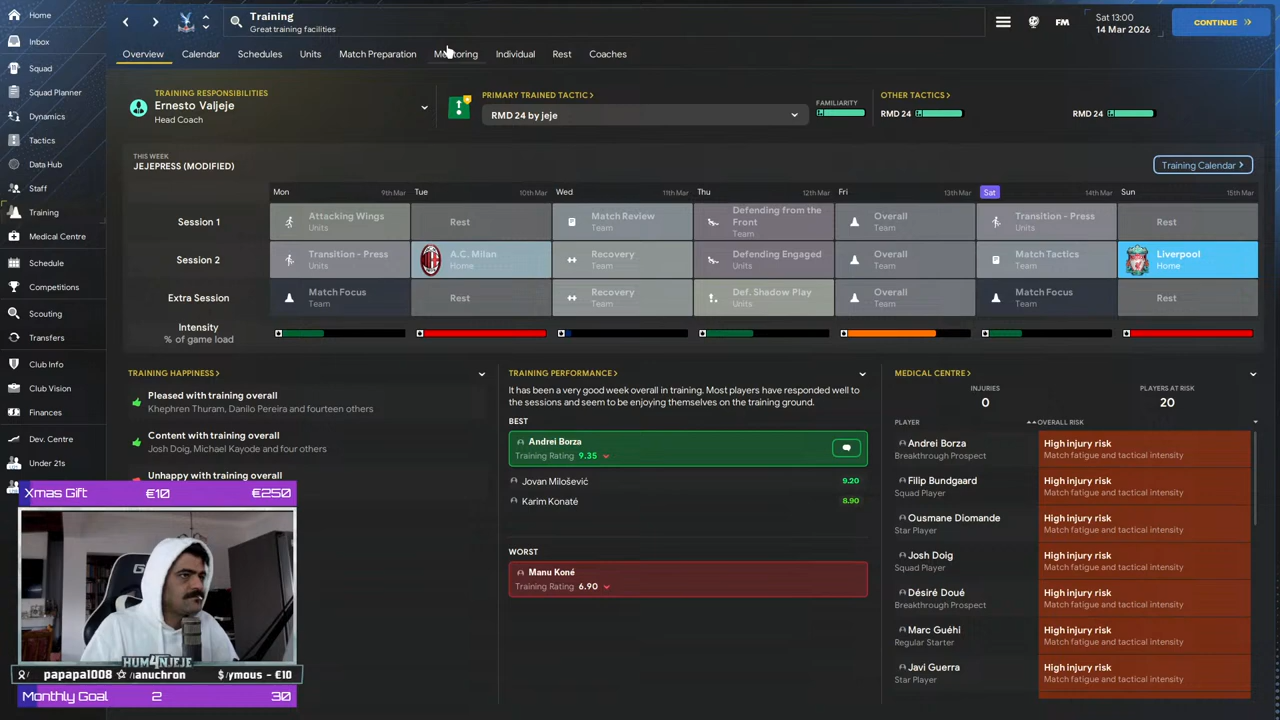 Home
Inbox
Squad
Squad Planner
Dynamics
Tactics
Data Hub
Staff
Training
Medical Centre
Schedule
Competitions
Scouting
Transfers
Club Info
Club Vision
Finances
Dev. Centre
Under 21s
Training
Great training facilities
FM
Sat 13:00
14 Mar 2026
CONTINUE
Overview
Calendar
Schedules
Units
Match Preparation
Mentoring
Individual
Rest
Coaches
TRAINING RESPONSIBILITIES
Ernesto Valjeje
Head Coach
PRIMARY TRAINED TACTIC >
RMD 24 by jeje
FAMILIARITY
OTHER TACTICS >
RMD 24
RMD 24
THIS WEEK
JEJEPRESS (MODIFIED)
Training Calendar >
Mon 9th Mar
Tue 10th Mar
Wed 11th Mar
Thu 12th Mar
Fri 13th Mar
Sat 14th Mar
Sun 15th Mar
Session 1
Attacking Wings
Units
Rest
Match Review
Team
Defending from the
Front
Team
Overall
Team
Transition - Press
Units
Rest
Session 2
Transition - Press
Units
A.C. Milan
Home
Recovery
Team
Defending Engaged
Units
Overall
Team
Match Tactics
Team
Liverpool
Home
Extra Session
Match Focus
Team
Rest
Recovery
Team
Def. Shadow Play
Units
Overall
Team
Match Focus
Team
Rest
Intensity
% of game load
TRAINING HAPPINESS >
Pleased with training overall
Khephren Thuram, Danilo Pereira and fourteen others
Content with training overall
Josh Doig, Michael Kayode and four others
Unhappy with training overall
TRAINING PERFORMANCE >
It has been a very good week overall in training. Most players have responded well to
the sessions and seem to be enjoying themselves on the training ground.
BEST
Andrei Borza
Training Rating 9.35
Jovan Milošević 9.20
Karim Konaté 8.90
WORST
Manu Koné
Training Rating 6.90
MEDICAL CENTRE >
INJURIES
0
PLAYERS AT RISK
20
PLAYER
OVERALL RISK
Andrei Borza
Breakthrough Prospect
High injury risk
Match fatigue and tactical intensity
Filip Bundgaard
Squad Player
High injury risk
Match fatigue and tactical intensity
Ousmane Diomande
Star Player
High injury risk
Match fatigue and tactical intensity
Josh Doig
Squad Player
High injury risk
Match fatigue and tactical intensity
Désiré Doué
Breakthrough Prospect
High injury risk
Match fatigue and tactical intensity
Marc Guéhi
Regular Starter
High injury risk
Match fatigue and tactical intensity
Javi Guerra
Star Player
High injury risk
Match fatigue and tactical intensity
Xmas Gift €10 €250
HUM4NJEJE
papapal008
anuchron
ymous - €10
Monthly Goal 2 30